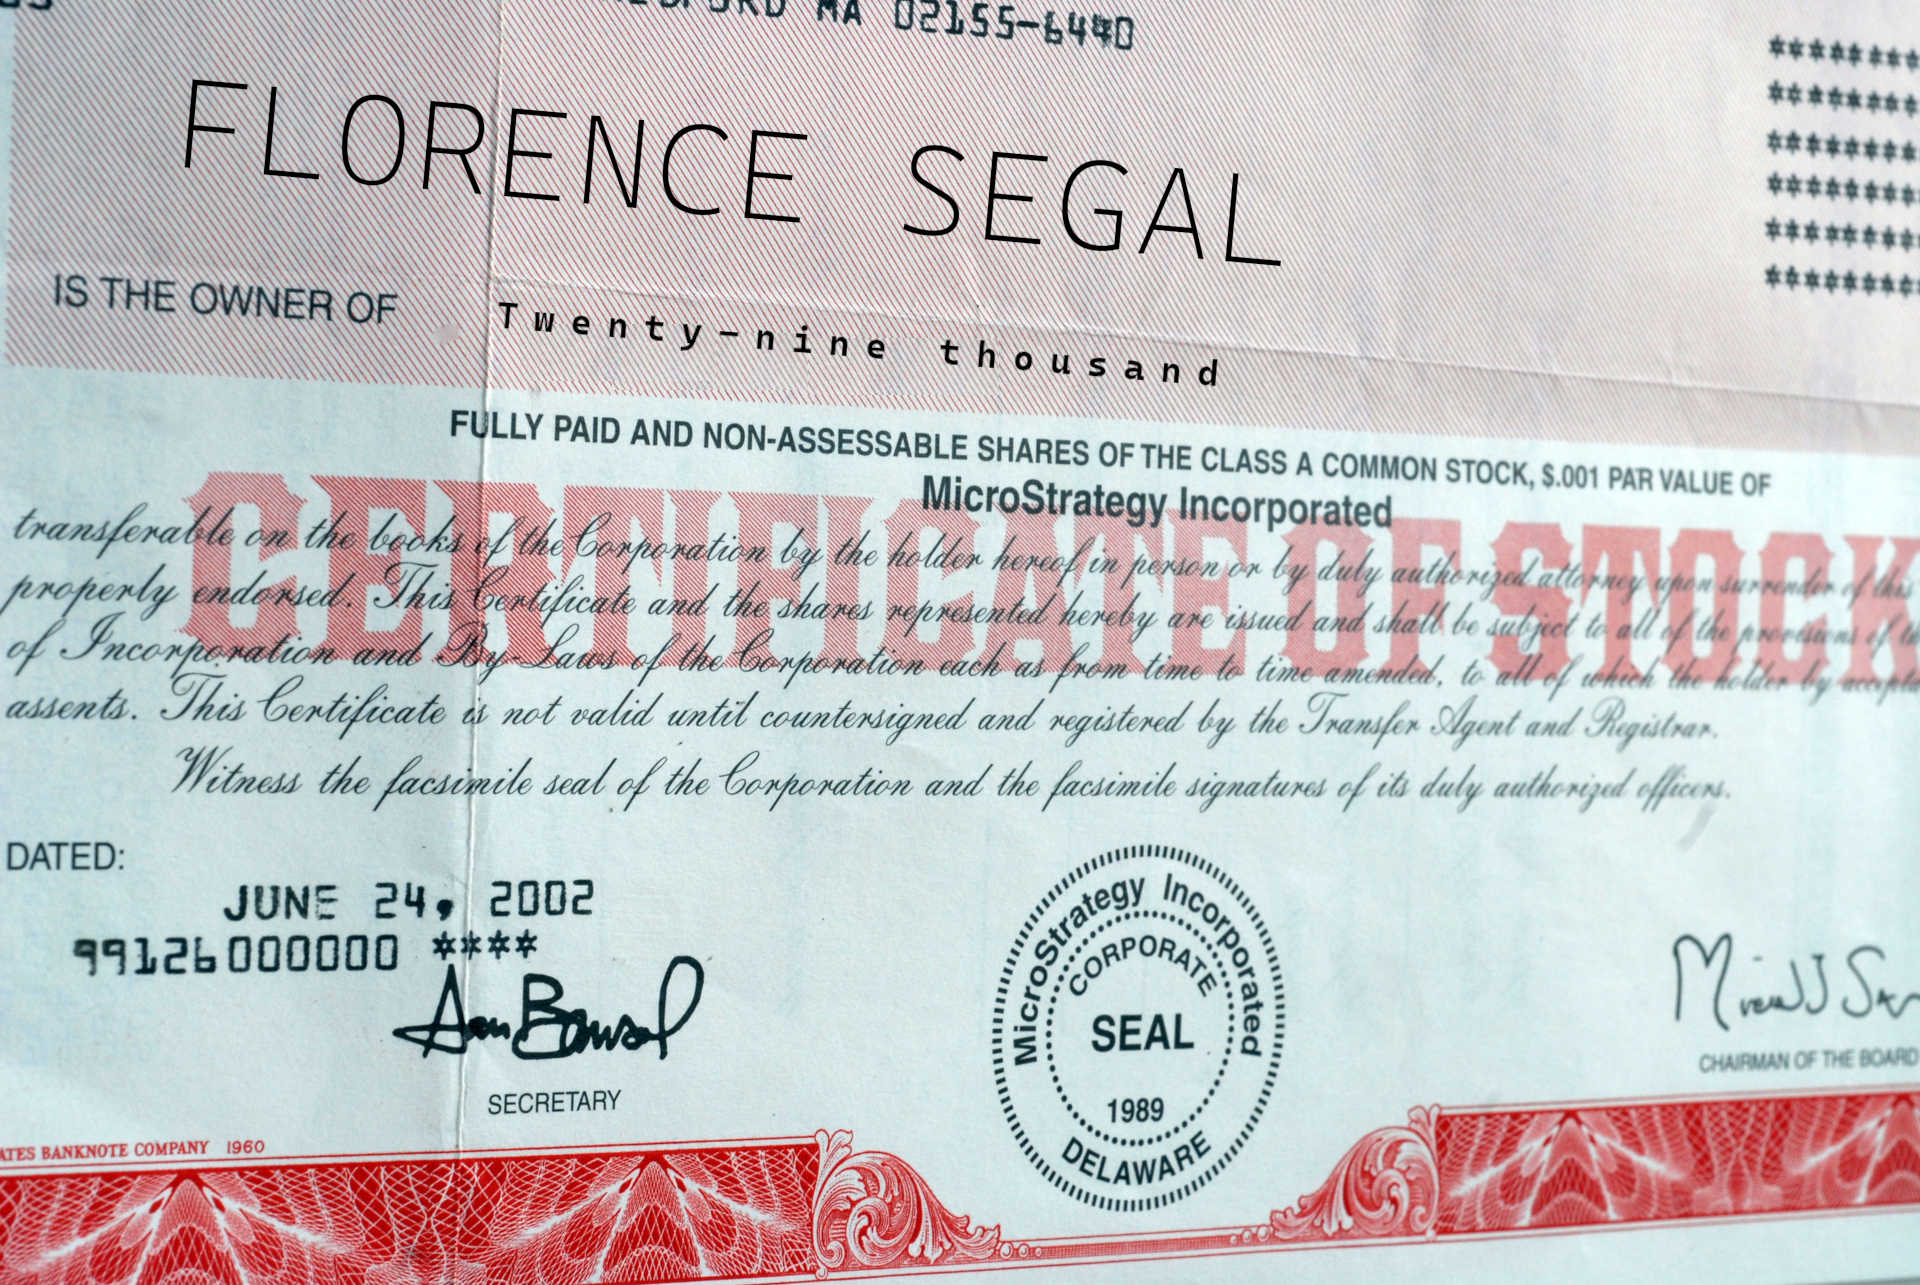 MA 02155-6440
FLORENCE SEGAL
IS THE OWNER OF Twenty-nine thousand
FULLY PAID AND NON-ASSESSABLE SHARES OF THE CLASS A COMMON STOCK, $.001 PAR VALUE OF
MicroStrategy Incorporated
CERTIFICATE OF STOCK
transferable on the books of the Corporation by the holder hereof in person or by duly authorized attorney upon surrender of this
properly endorsed. This Certificate and the shares represented hereby are issued and shall be subject to all of the provisions of
of Incorporation and By-Laws of the Corporation each as from time to time amended, to all of which the holder by
assents. This Certificate is not valid until countersigned and registered by the Transfer Agent and Registrar.
Witness the facsimile seal of the Corporation and the facsimile signatures of its duly authorized officers.
DATED:
JUNE 24, 2002
99126000000 ****
SECRETARY
MicroStrategy Incorporated
CORPORATE
SEAL
1989
DELAWARE
CHAIRMAN OF THE BOARD
BANKNOTE COMPANY 1960